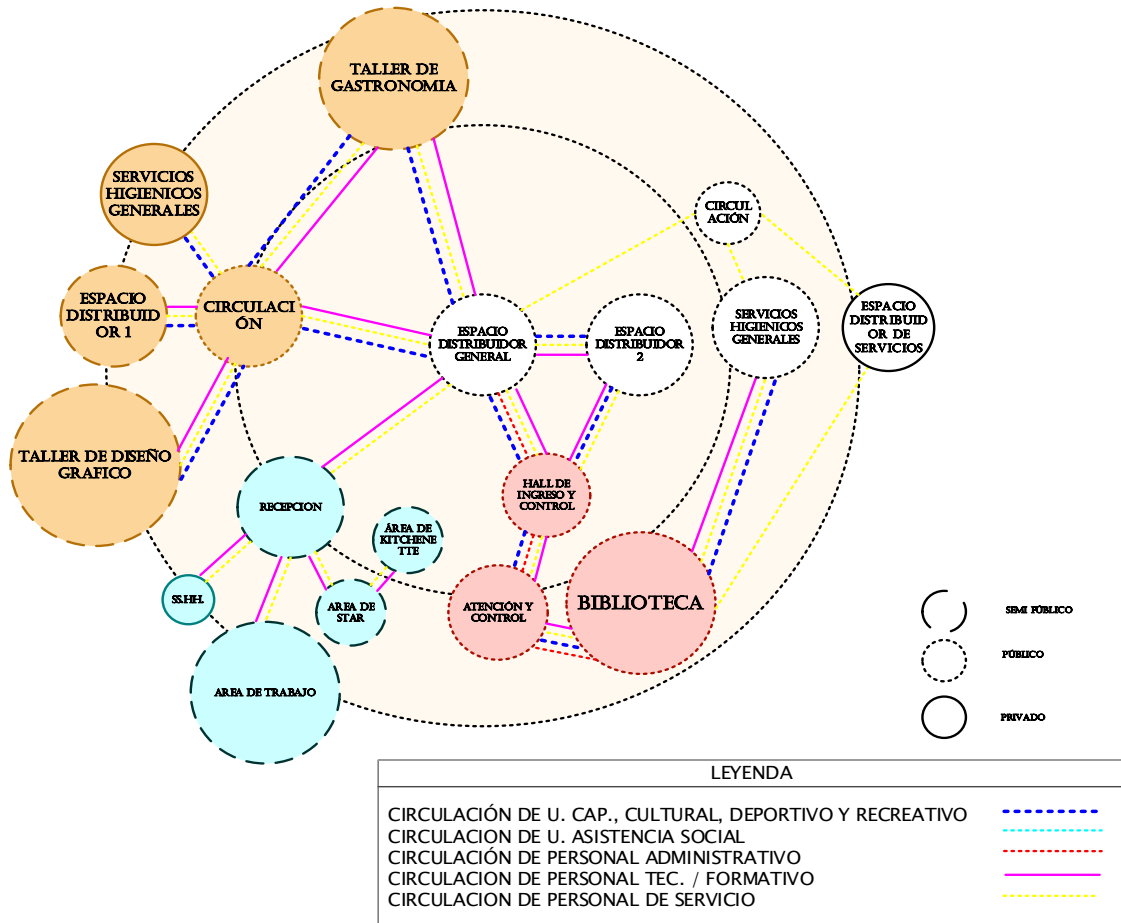 TALLER DE
GASTRONOMIA
SERVICIOS
HIGIENICOS
GENERALES
CIRCUL
ACIÓN
ESPACIO
DISTRIBUID
OR 1
CIRCULACI
ÓN
ESPACIO
DISTRIBUIDOR
GENERAL
ESPACIO
DISTRIBUIDOR
2
SERVICIOS
HIGIENICOS
GENERALES
ESPACIO
DISTRIBUID
OR DE
SERVICIOS
TALLER DE DISEÑO
GRAFICO
RECEPCION
ÁREA DE
KITCHENE
TTE
HALL DE
INGRESO Y
CONTROL
SS.HH.
AREA DE
STAR
ATENCIÓN Y
CONTROL
BIBLIOTECA
AREA DE TRABAJO
SEMI PÚBLICO
PÚBLICO
PRIVADO
LEYENDA
CIRCULACIÓN DE U. CAP., CULTURAL, DEPORTIVO Y RECREATIVO
CIRCULACION DE U. ASISTENCIA SOCIAL
CIRCULACIÓN DE PERSONAL ADMINISTRATIVO
CIRCULACION DE PERSONAL TEC. / FORMATIVO
CIRCULACION DE PERSONAL DE SERVICIO